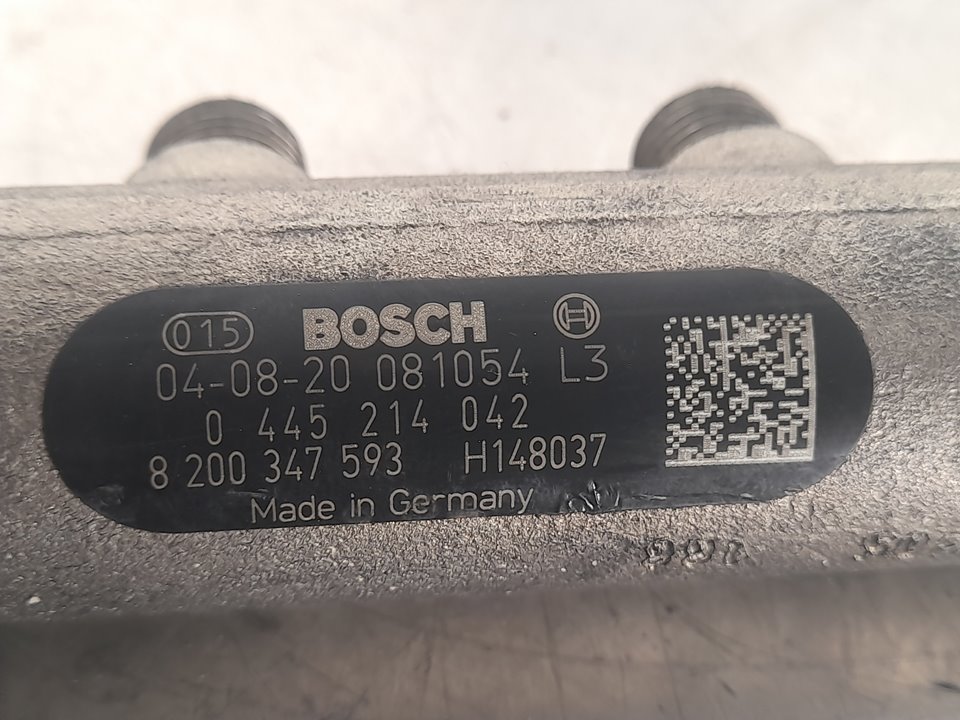 015 BOSCH
04-08-20 081054 L3
0 445 214 042
8 200 347 593 H148037
Made in Germany